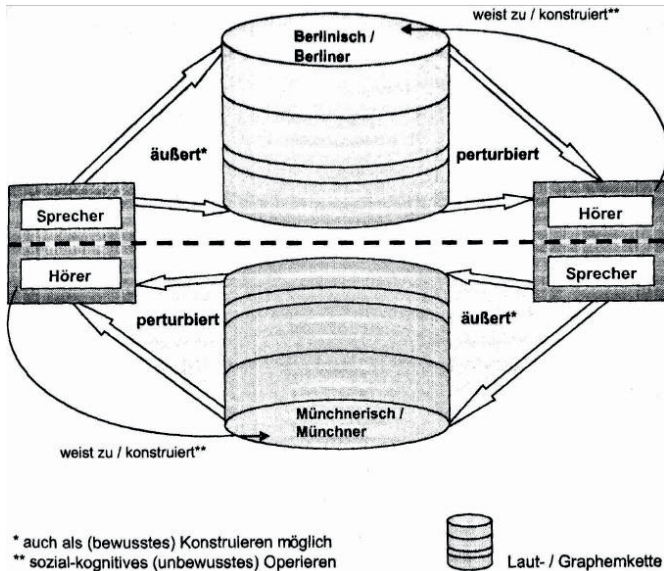 weist zu / konstruiert**
Berlinisch /
Berliner
äußert*
perturbiert
Sprecher
Hörer
Hörer
Sprecher
perturbiert
äußert*
Münchnerisch /
Münchner
weist zu / konstruiert**
* auch als (bewusstes) Konstruieren möglich
** sozial-kognitives (unbewusstes) Operieren
Laut- / Graphemkette